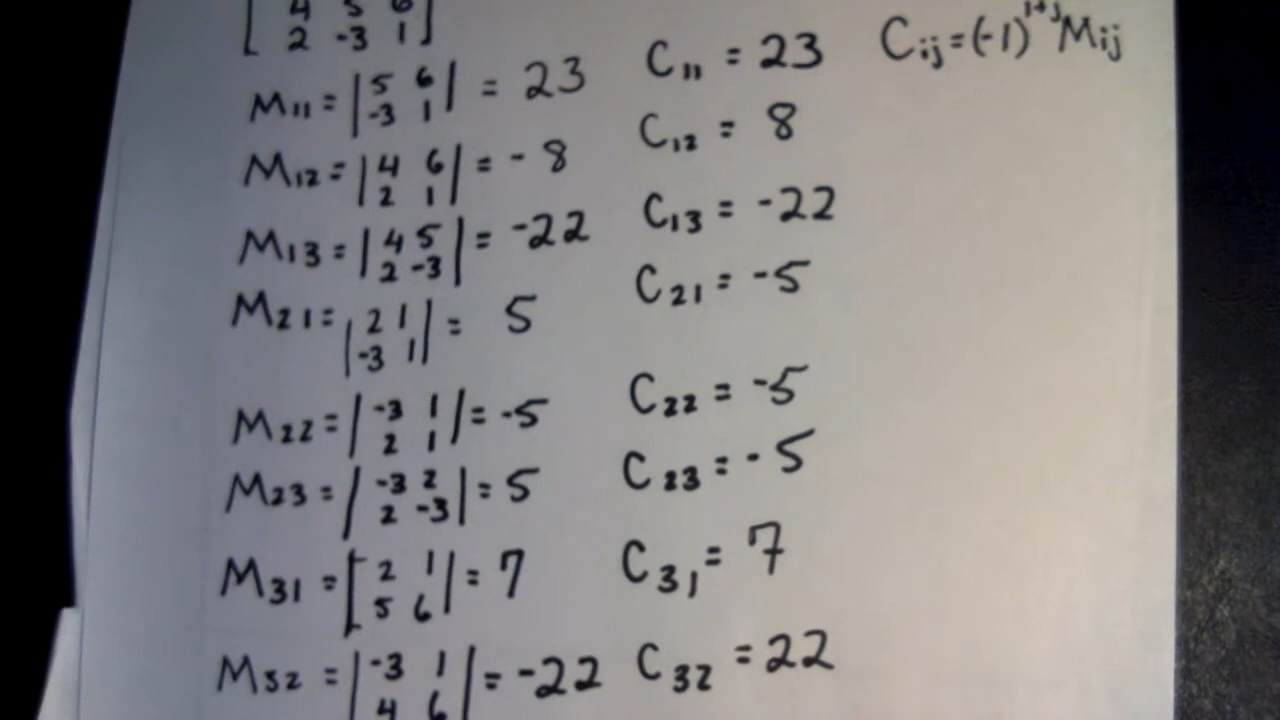 4 5 6
2 -3 1
Cij = (-1)^i+j Mij
M11 = | 5 6 | = 23 C11 = 23
-3 1
M12 = | 4 6 | = - 8 C12 = 8
2 1
M13 = | 4 5 | = -22 C13 = -22
2 -3
M21 = | 2 1 | = 5 C21 = -5
-3 1
M22 = | -3 1 | = -5 C22 = -5
2 1
M23 = | -3 2 | = 5 C23 = - 5
2 -3
M31 = [ 2 1 | = 7 C31 = 7
5 6
M32 = | -3 1 | = -22 C32 = 22
4 6